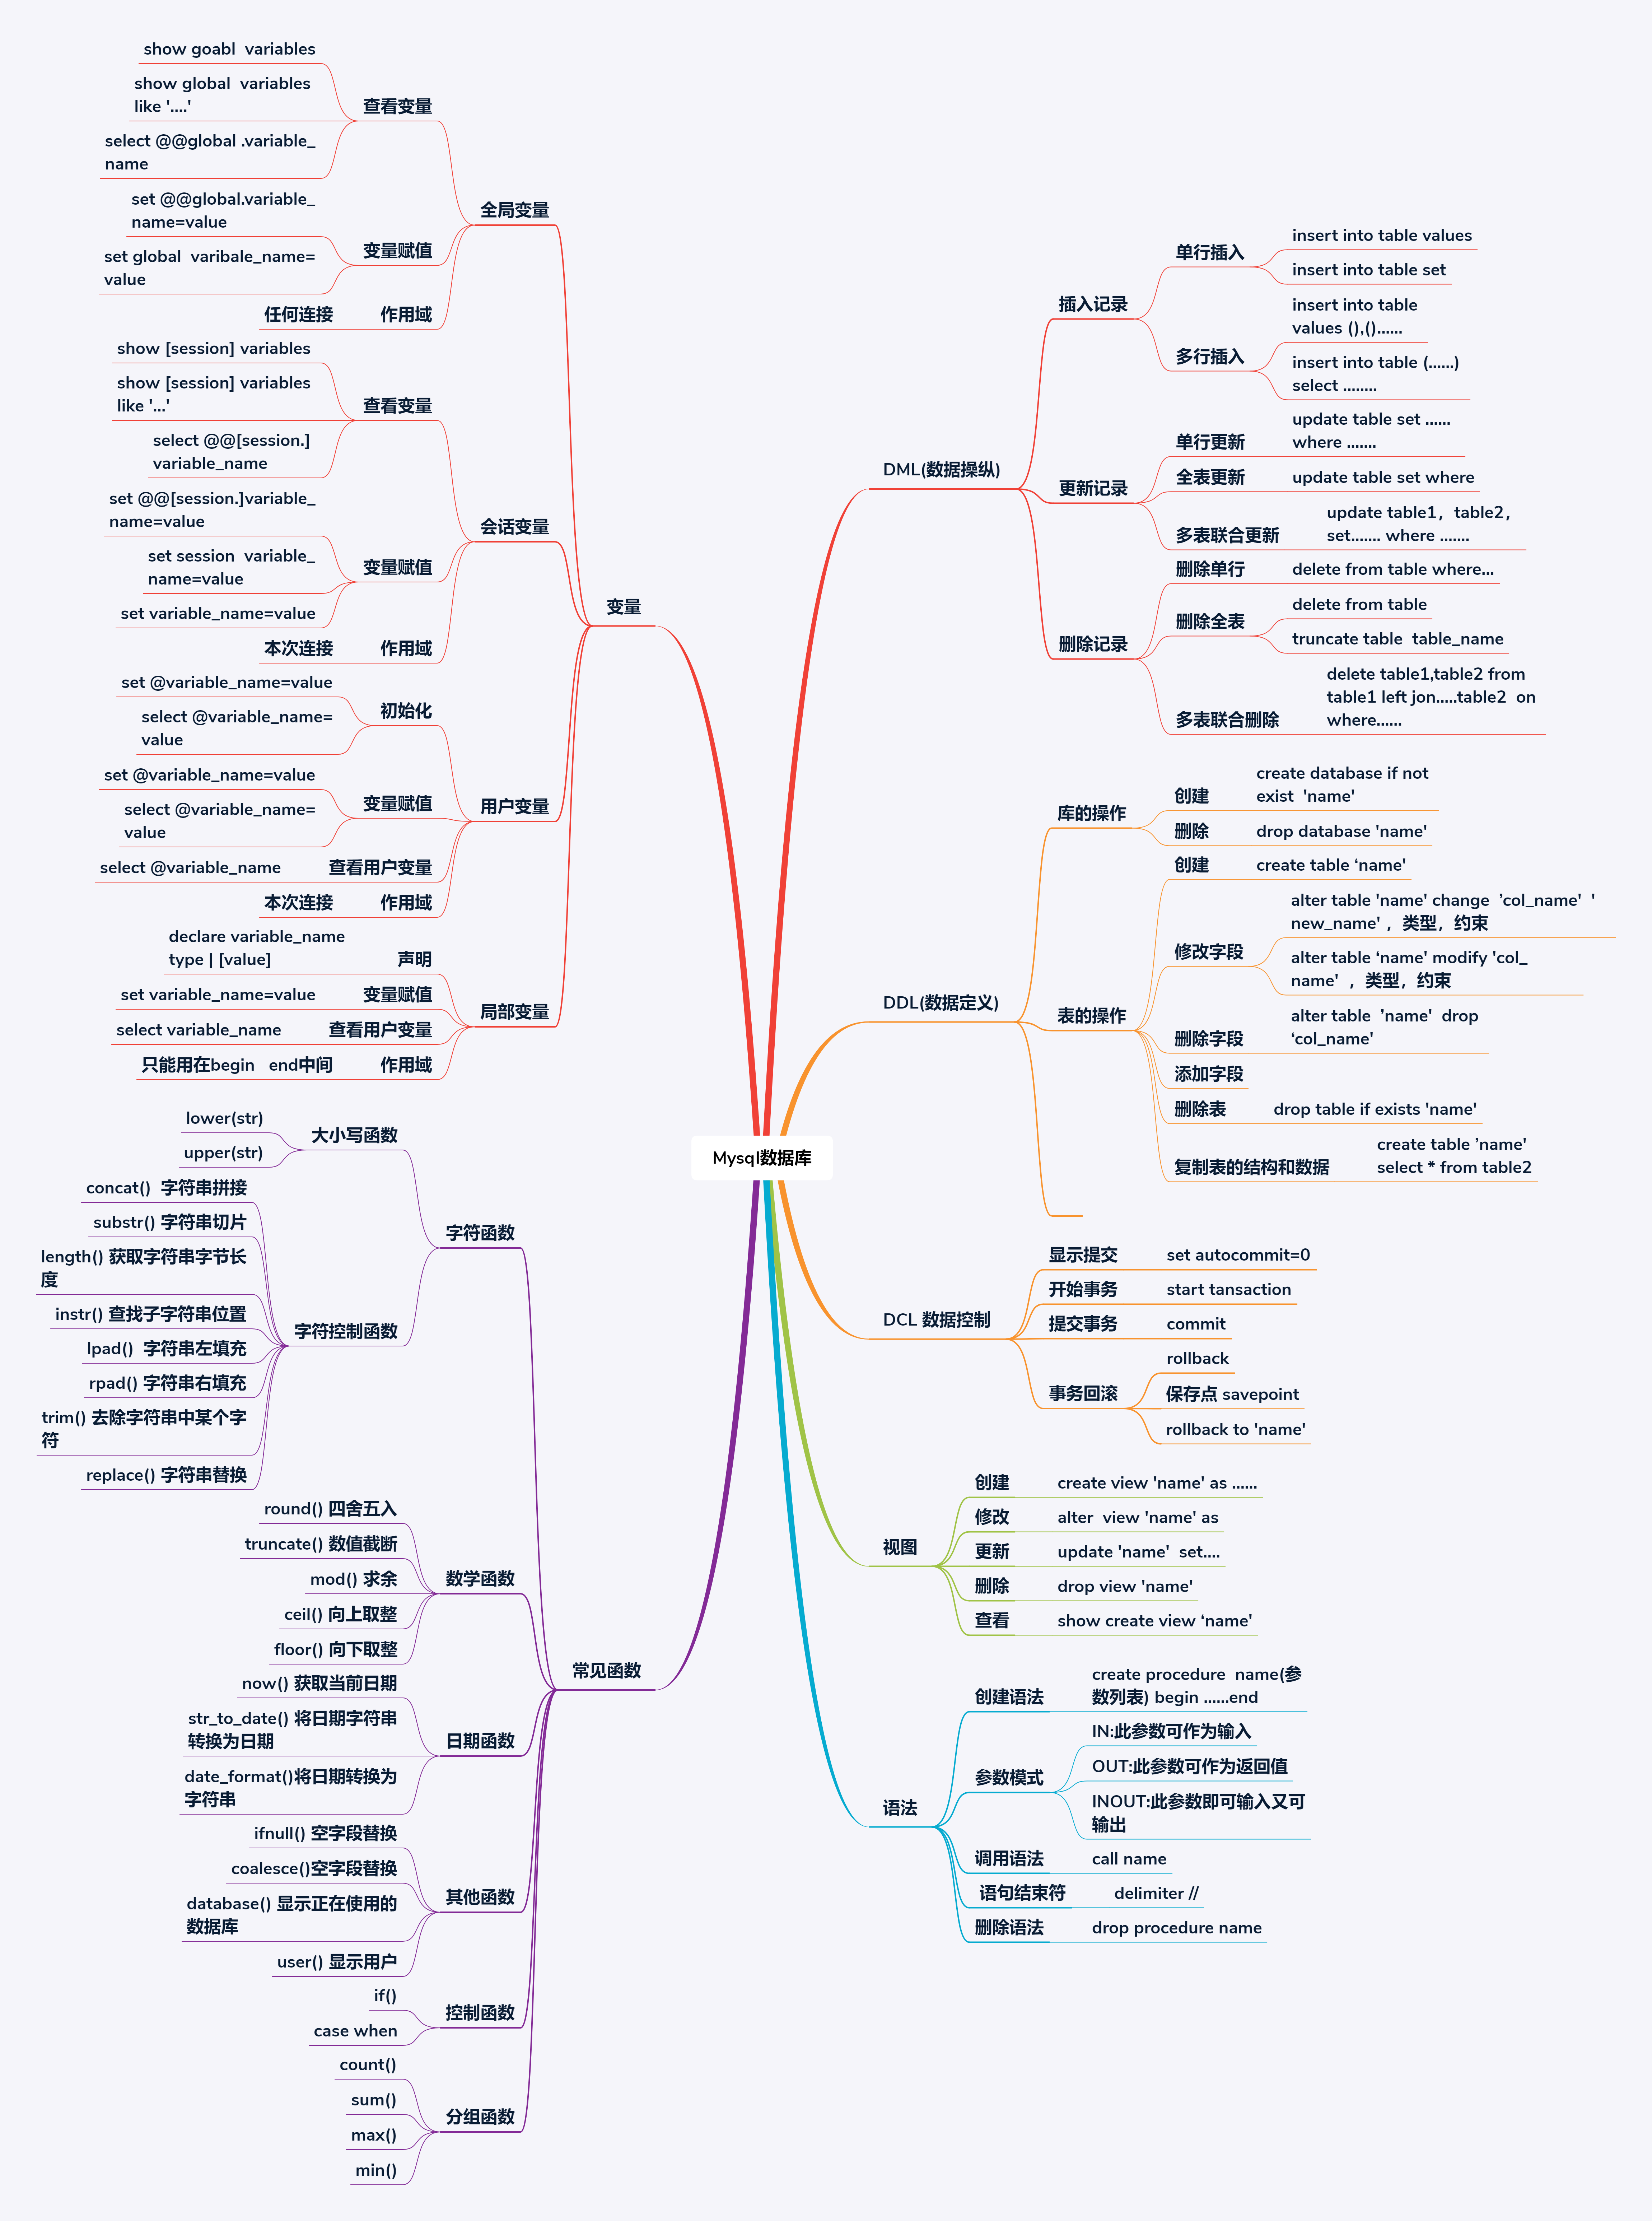 Mysql数据库
DML(数据操纵)
插入记录
单行插入
insert into table values
insert into table set
多行插入
insert into table
values (),()......
insert into table (......)
select ........
更新记录
单行更新
update table set ......
where .......
全表更新
update table set where
多表联合更新
update table1，table2，
set....... where .......
删除记录
删除单行
delete from table where...
删除全表
delete from table
truncate table  table_name
多表联合删除
delete table1,table2 from
table1 left jon.....table2  on
where......
DDL(数据定义)
库的操作
创建
create database if not
exist  'name'
删除
drop database 'name'
表的操作
创建
create table ‘name'
修改字段
alter table 'name' change  ’col_name'  '
new_name' ，类型，约束
alter table ‘name' modify 'col_
name'  ，类型，约束
删除字段
alter table  ’name'  drop
‘col_name'
添加字段
删除表
drop table if exists 'name'
复制表的结构和数据
create table ’name'
select * from table2
DCL 数据控制
显示提交
set autocommit=0
开始事务
start tansaction
提交事务
commit
事务回滚
rollback
保存点 savepoint
rollback to 'name'
视图
创建
create view 'name' as ......
修改
alter  view 'name' as
更新
update 'name'  set....
删除
drop view 'name'
查看
show create view ‘name'
语法
创建语法
create procedure  name(参
数列表) begin ......end
参数模式
IN:此参数可作为输入
OUT:此参数可作为返回值
INOUT:此参数即可输入又可
输出
调用语法
call name
语句结束符
delimiter //
删除语法
drop procedure name
变量
全局变量
查看变量
show goabl  variables
show global  variables
like '....'
select @@global .variable_
name
变量赋值
set @@global.variable_
name=value
set global  varibale_name=
value
作用域
任何连接
会话变量
查看变量
show [session] variables
show [session] variables
like '...'
select @@[session.]
variable_name
变量赋值
set @@[session.]variable_
name=value
set session  variable_
name=value
set variable_name=value
作用域
本次连接
用户变量
初始化
set @variable_name=value
select @variable_name=
value
变量赋值
set @variable_name=value
select @variable_name=
value
查看用户变量
select @variable_name
作用域
本次连接
局部变量
声明
declare variable_name
type | [value]
变量赋值
set variable_name=value
查看用户变量
select variable_name
作用域
只能用在begin   end中间
常见函数
字符函数
大小写函数
lower(str)
upper(str)
字符控制函数
concat()  字符串拼接
substr() 字符串切片
length() 获取字符串字节长
度
instr() 查找子字符串位置
lpad()  字符串左填充
rpad() 字符串右填充
trim() 去除字符串中某个字
符
replace() 字符串替换
数学函数
round() 四舍五入
truncate() 数值截断
mod() 求余
ceil() 向上取整
floor() 向下取整
日期函数
now() 获取当前日期
str_to_date() 将日期字符串
转换为日期
date_format()将日期转换为
字符串
其他函数
ifnull() 空字段替换
coalesce()空字段替换
database() 显示正在使用的
数据库
user() 显示用户
控制函数
if()
case when
分组函数
count()
sum()
max()
min()